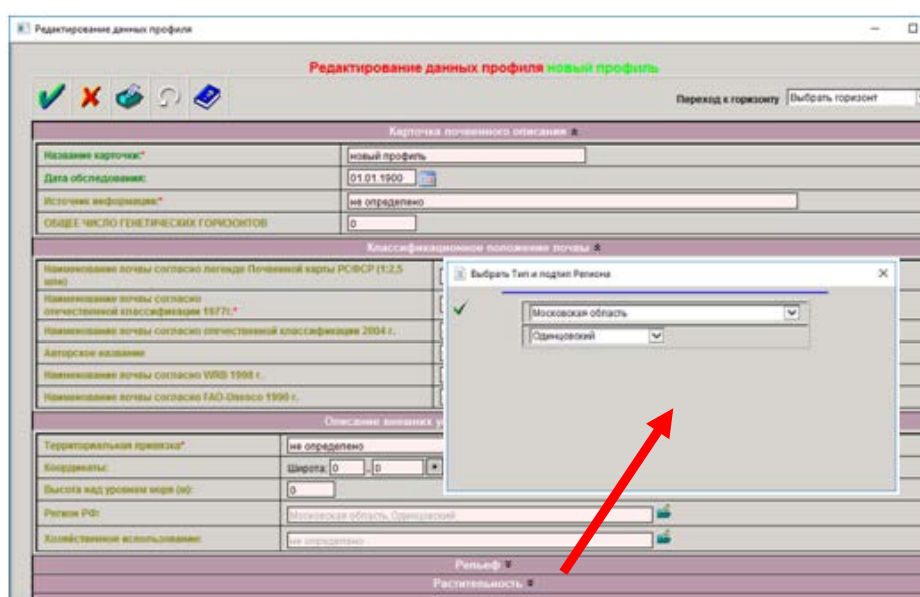 Редактирование данных профиля
Редактирование данных профиля новый профиль
Переход к горизонту Выбрать горизонт
Карточка почвенного описания
Название карточки:* новый профиль
Дата обследования: 01.01.1900
Источник информации:* не определено
ОБЩЕЕ ЧИСЛО ГЕНЕТИЧЕСКИХ ГОРИЗОНТОВ 0
Классификационное положение почвы
Наименование почвы согласно легенде Почвенной карты РСФСР (1:2,5
млн)
Наименование почвы согласно
отечественной классификации 1977г.*
Наименование почвы согласно отечественной классификации 2004 г.
Авторское название
Наименование почвы согласно WRB 1998 г.
Наименование почвы согласно FAO-Unesco 1990 г.
Выбрать Тип и подтип Региона
Московская область
Одинцовский
Описание внешних
Территориальная привязка* не определено
Координаты: Широта: 0 . 0
Высота над уровнем моря (м): 0
Регион РФ: Московская область, Одинцовский
Хозяйственное использование: не определено
Рельеф
Растительность